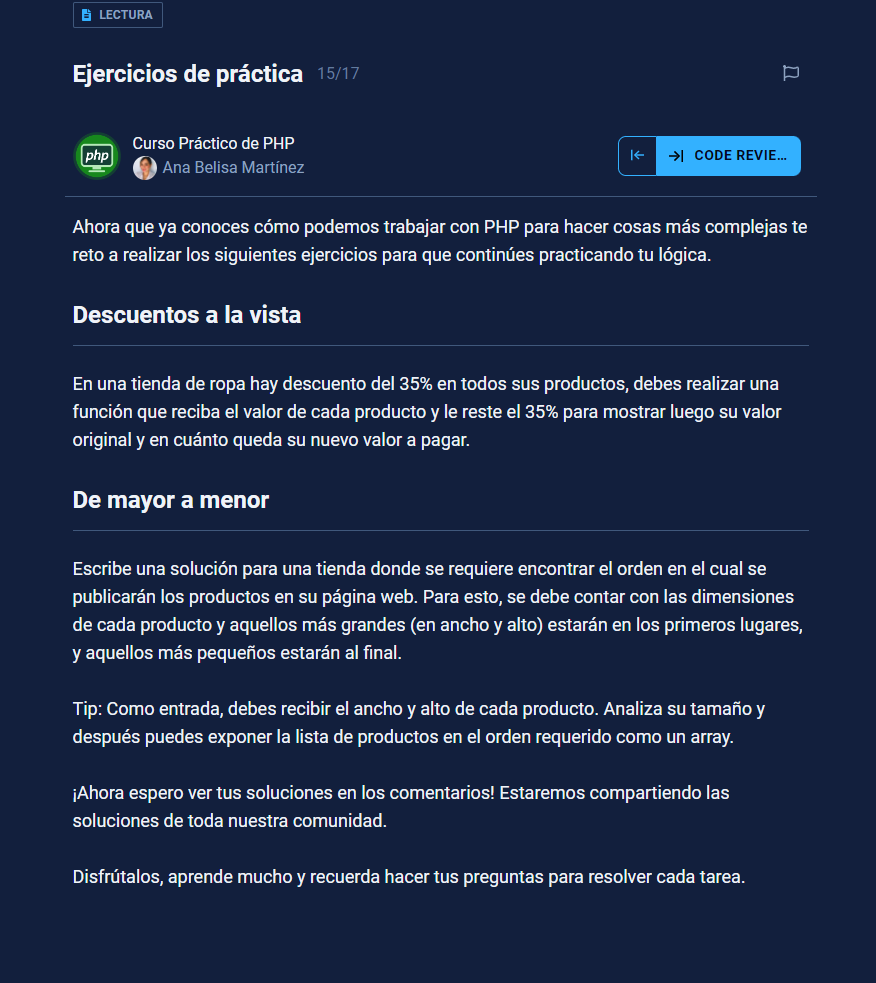 LECTURA
Ejercicios de práctica 15/17
php
Curso Práctico de PHP
Ana Belisa Martínez
CODE REVIE...
Ahora que ya conoces cómo podemos trabajar con PHP para hacer cosas más complejas te
reto a realizar los siguientes ejercicios para que continúes practicando tu lógica.
Descuentos a la vista
En una tienda de ropa hay descuento del 35% en todos sus productos, debes realizar una
función que reciba el valor de cada producto y le reste el 35% para mostrar luego su valor
original y en cuánto queda su nuevo valor a pagar.
De mayor a menor
Escribe una solución para una tienda donde se requiere encontrar el orden en el cual se
publicarán los productos en su página web. Para esto, se debe contar con las dimensiones
de cada producto y aquellos más grandes (en ancho y alto) estarán en los primeros lugares,
y aquellos más pequeños estarán al final.
Tip: Como entrada, debes recibir el ancho y alto de cada producto. Analiza su tamaño y
después puedes exponer la lista de productos en el orden requerido como un array.
¡Ahora espero ver tus soluciones en los comentarios! Estaremos compartiendo las
soluciones de toda nuestra comunidad.
Disfrútalos, aprende mucho y recuerda hacer tus preguntas para resolver cada tarea.